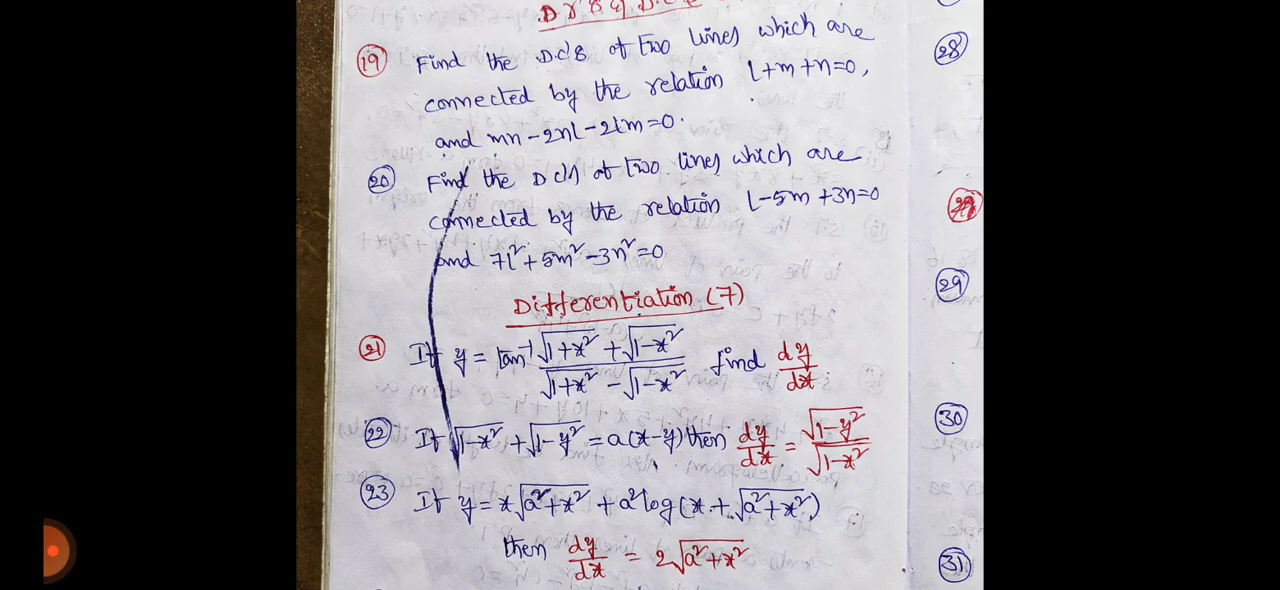 (19) Find the D.C/S of two lines which are
connected by the relation l+m+n=0,
and mn-2nl-2lm=0.
(20) Find the D C/s of two lines which are
connected by the relation l-5m+3n=0
and 7l²+5m²-3n²=0
Differentiation (7)
(21) If y = tan⁻¹ (√(1+x²) + √(1-x²))/(√(1+x²) - √(1-x²)) find dy/dx.
(22) If √(1-x²) + √(1-y²) = a(x-y) then dy/dx = √(1-y²)/√(1-x²)
(23) If y = x√(a²+x²) + a² log(x+√(a²+x²))
then dy/dx = 2√(a²+x²)
(28)
(29)
(30)
(31)